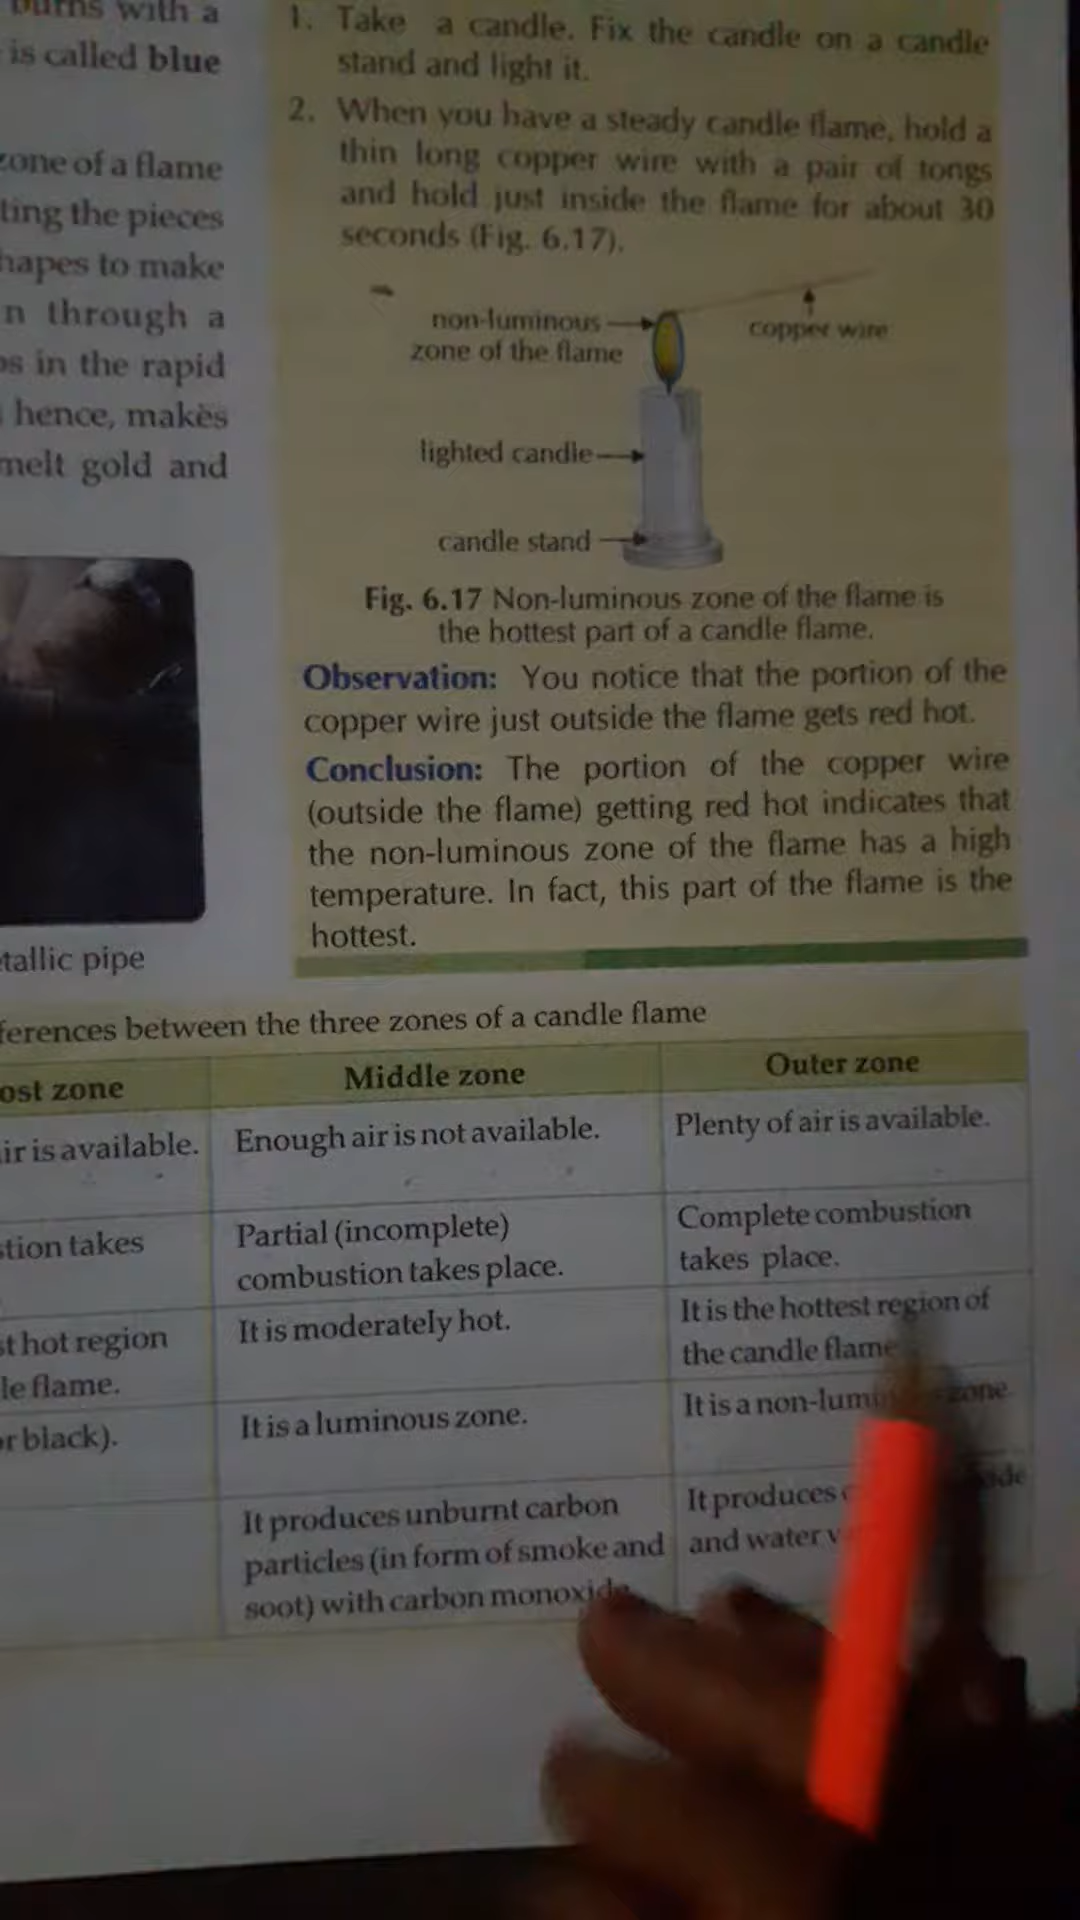 burns with a
is called blue
zone of a flame
ting the pieces
hapes to make
n through a
os in the rapid
hence, makes
melt gold and
tallic pipe
1. Take a candle. Fix the candle on a candle
stand and light it.
2. When you have a steady candle flame, hold a
thin long copper wire with a pair of tongs
and hold just inside the flame for about 30
seconds (Fig. 6.17).
non-luminous
zone of the flame
copper wire
lighted candle
candle stand
Fig. 6.17 Non-luminous zone of the flame is
the hottest part of a candle flame.
Observation: You notice that the portion of the
copper wire just outside the flame gets red hot.
Conclusion: The portion of the copper wire
(outside the flame) getting red hot indicates that
the non-luminous zone of the flame has a high
temperature. In fact, this part of the flame is the
hottest.
ferences between the three zones of a candle flame
ost zone
Middle zone
Outer zone
ir is available.
Enough air is not available.
Plenty of air is available.
stion takes
Partial (incomplete)
combustion takes place.
Complete combustion
takes place.
st hot region
le flame.
It is moderately hot.
It is the hottest region of
the candle flame
or black).
It is a luminous zone.
It is a non-lum zone
It produces unburnt carbon
particles (in form of smoke and
soot) with carbon monoxide
It produces
and water